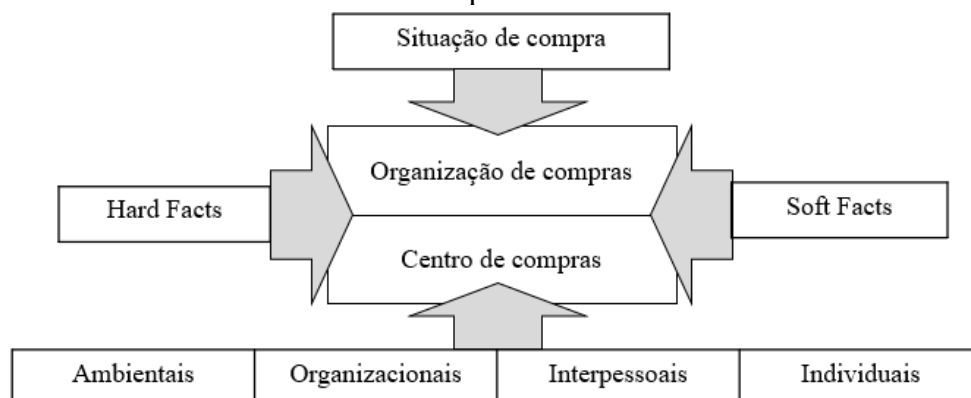 Situação de compra
Organização de compras
Hard Facts
Soft Facts
Centro de compras
Ambientais
Organizacionais
Interpessoais
Individuais